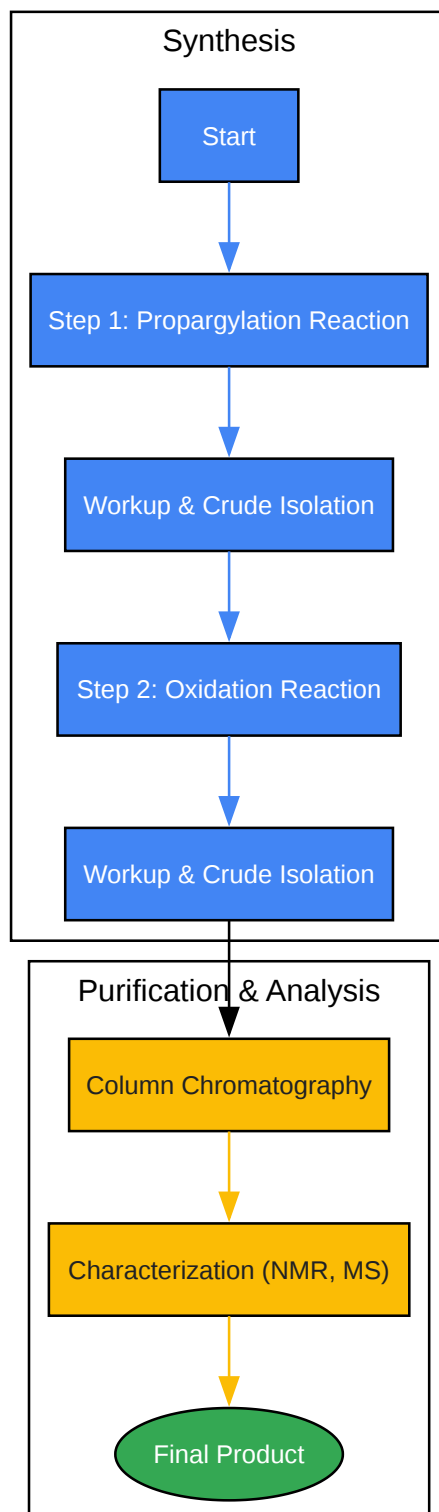 Synthesis
Start
Step 1: Propargylation Reaction
Workup & Crude Isolation
Step 2: Oxidation Reaction
Workup & Crude Isolation
Purification & Analysis
Column Chromatography
Characterization (NMR, MS)
Final Product